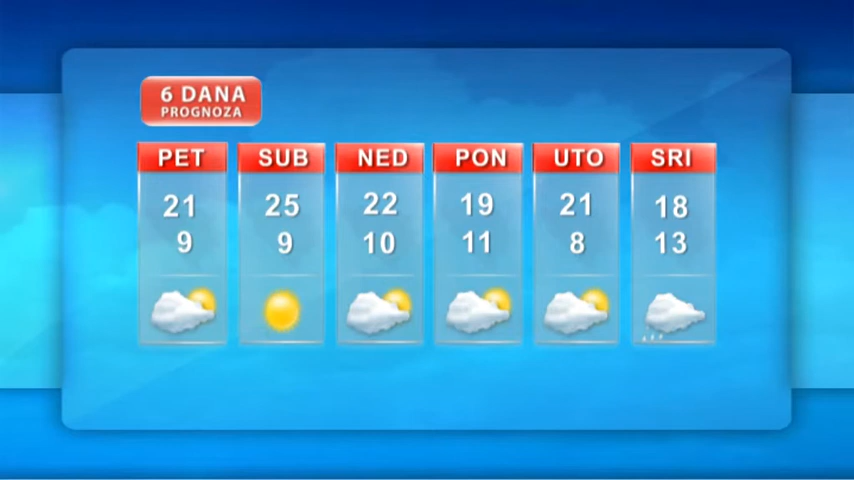 6 DANA
PROGNOZA
PET SUB NED PON UTO SRI
21 25 22 19 21 18
9 9 10 11 8 13